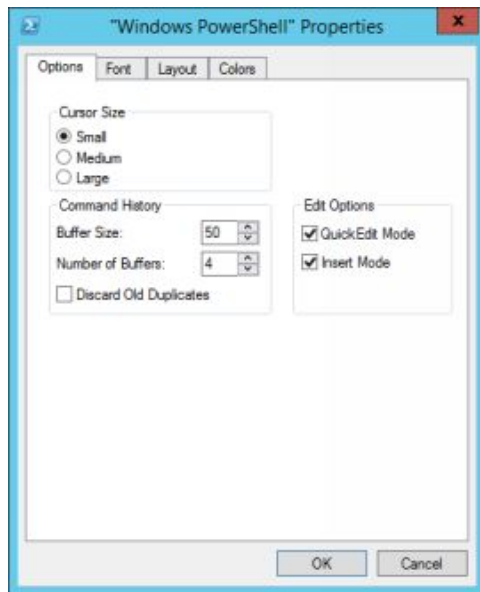 "Windows PowerShell" Properties
x
Options Font Layout Colors
Cursor Size
Small
Medium
Large
Command History
Buffer Size: 50
Number of Buffers: 4
Discard Old Duplicates
Edit Options
QuickEdit Mode
Insert Mode
OK Cancel